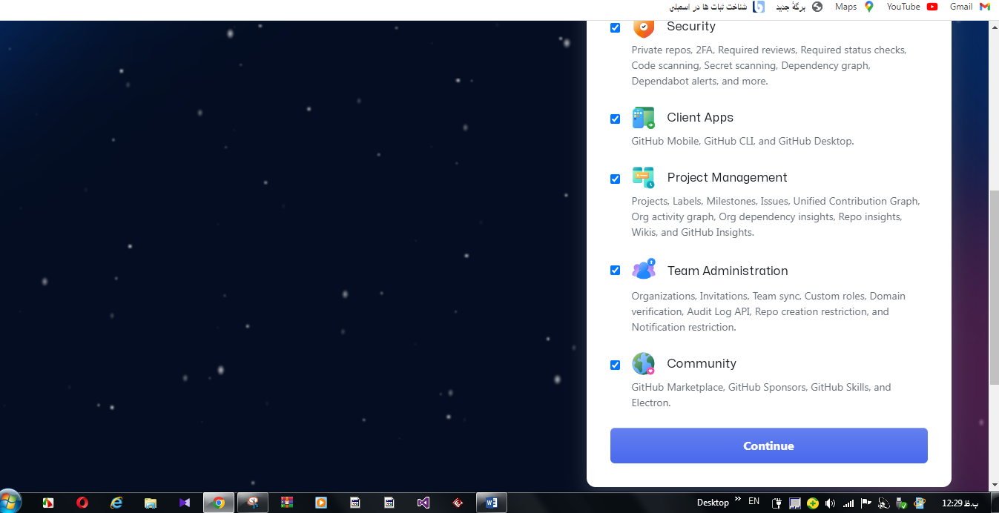 شناخت ثبات ها در اسمبلی برگهٔ جدید Maps YouTube Gmail
Security
Private repos, 2FA, Required reviews, Required status checks,
Code scanning, Secret scanning, Dependency graph,
Dependabot alerts, and more.
Client Apps
GitHub Mobile, GitHub CLI, and GitHub Desktop.
Project Management
Projects, Labels, Milestones, Issues, Unified Contribution Graph,
Org activity graph, Org dependency insights, Repo insights,
Wikis, and GitHub Insights.
Team Administration
Organizations, Invitations, Team sync, Custom roles, Domain
verification, Audit Log API, Repo creation restriction, and
Notification restriction.
Community
GitHub Marketplace, GitHub Sponsors, GitHub Skills, and
Electron.
Continue
Desktop » EN 12:29 ب.ظ